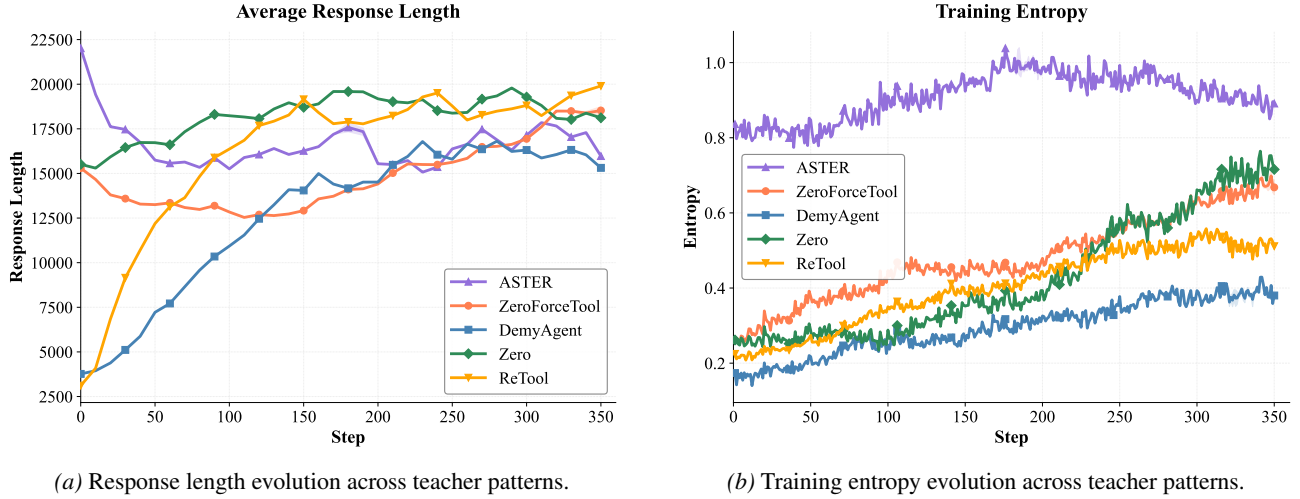 Average Response Length
Response Length
22500
20000
17500
15000
12500
10000
7500
5000
2500
0
50
100
150
200
250
300
350
Step
ASTER
ZeroForceTool
DemyAgent
Zero
ReTool
(a) Response length evolution across teacher patterns.
Training Entropy
Entropy
1.0
0.8
0.6
0.4
0.2
0
50
100
150
200
250
300
350
Step
ASTER
ZeroForceTool
DemyAgent
Zero
ReTool
(b) Training entropy evolution across teacher patterns.